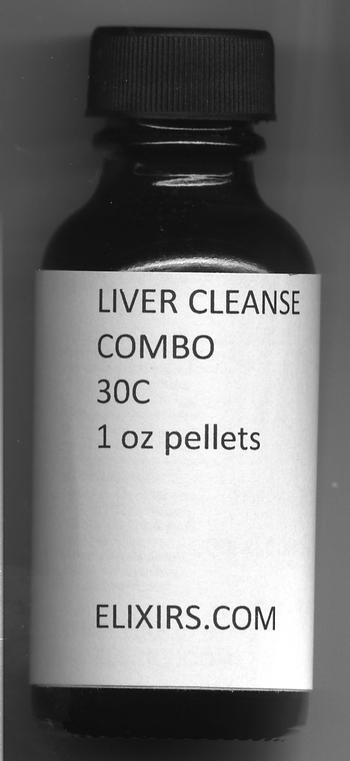 LIVER CLEANSE
COMBO
30C
1 oz pellets
ELIXIRS.COM